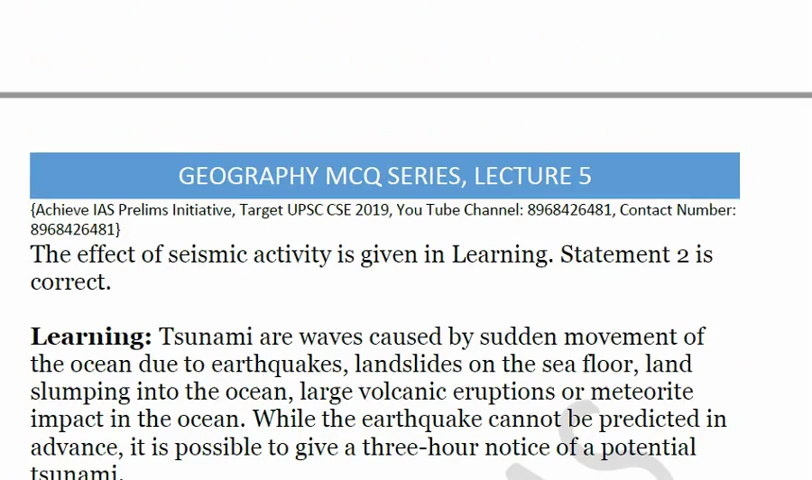 GEOGRAPHY MCQ SERIES, LECTURE 5
{Achieve IAS Prelims Initiative, Target UPSC CSE 2019, You Tube Channel: 8968426481, Contact Number:
8968426481}
The effect of seismic activity is given in Learning. Statement 2 is
correct.
Learning: Tsunami are waves caused by sudden movement of
the ocean due to earthquakes, landslides on the sea floor, land
slumping into the ocean, large volcanic eruptions or meteorite
impact in the ocean. While the earthquake cannot be predicted in
advance, it is possible to give a three-hour notice of a potential
tsunami.